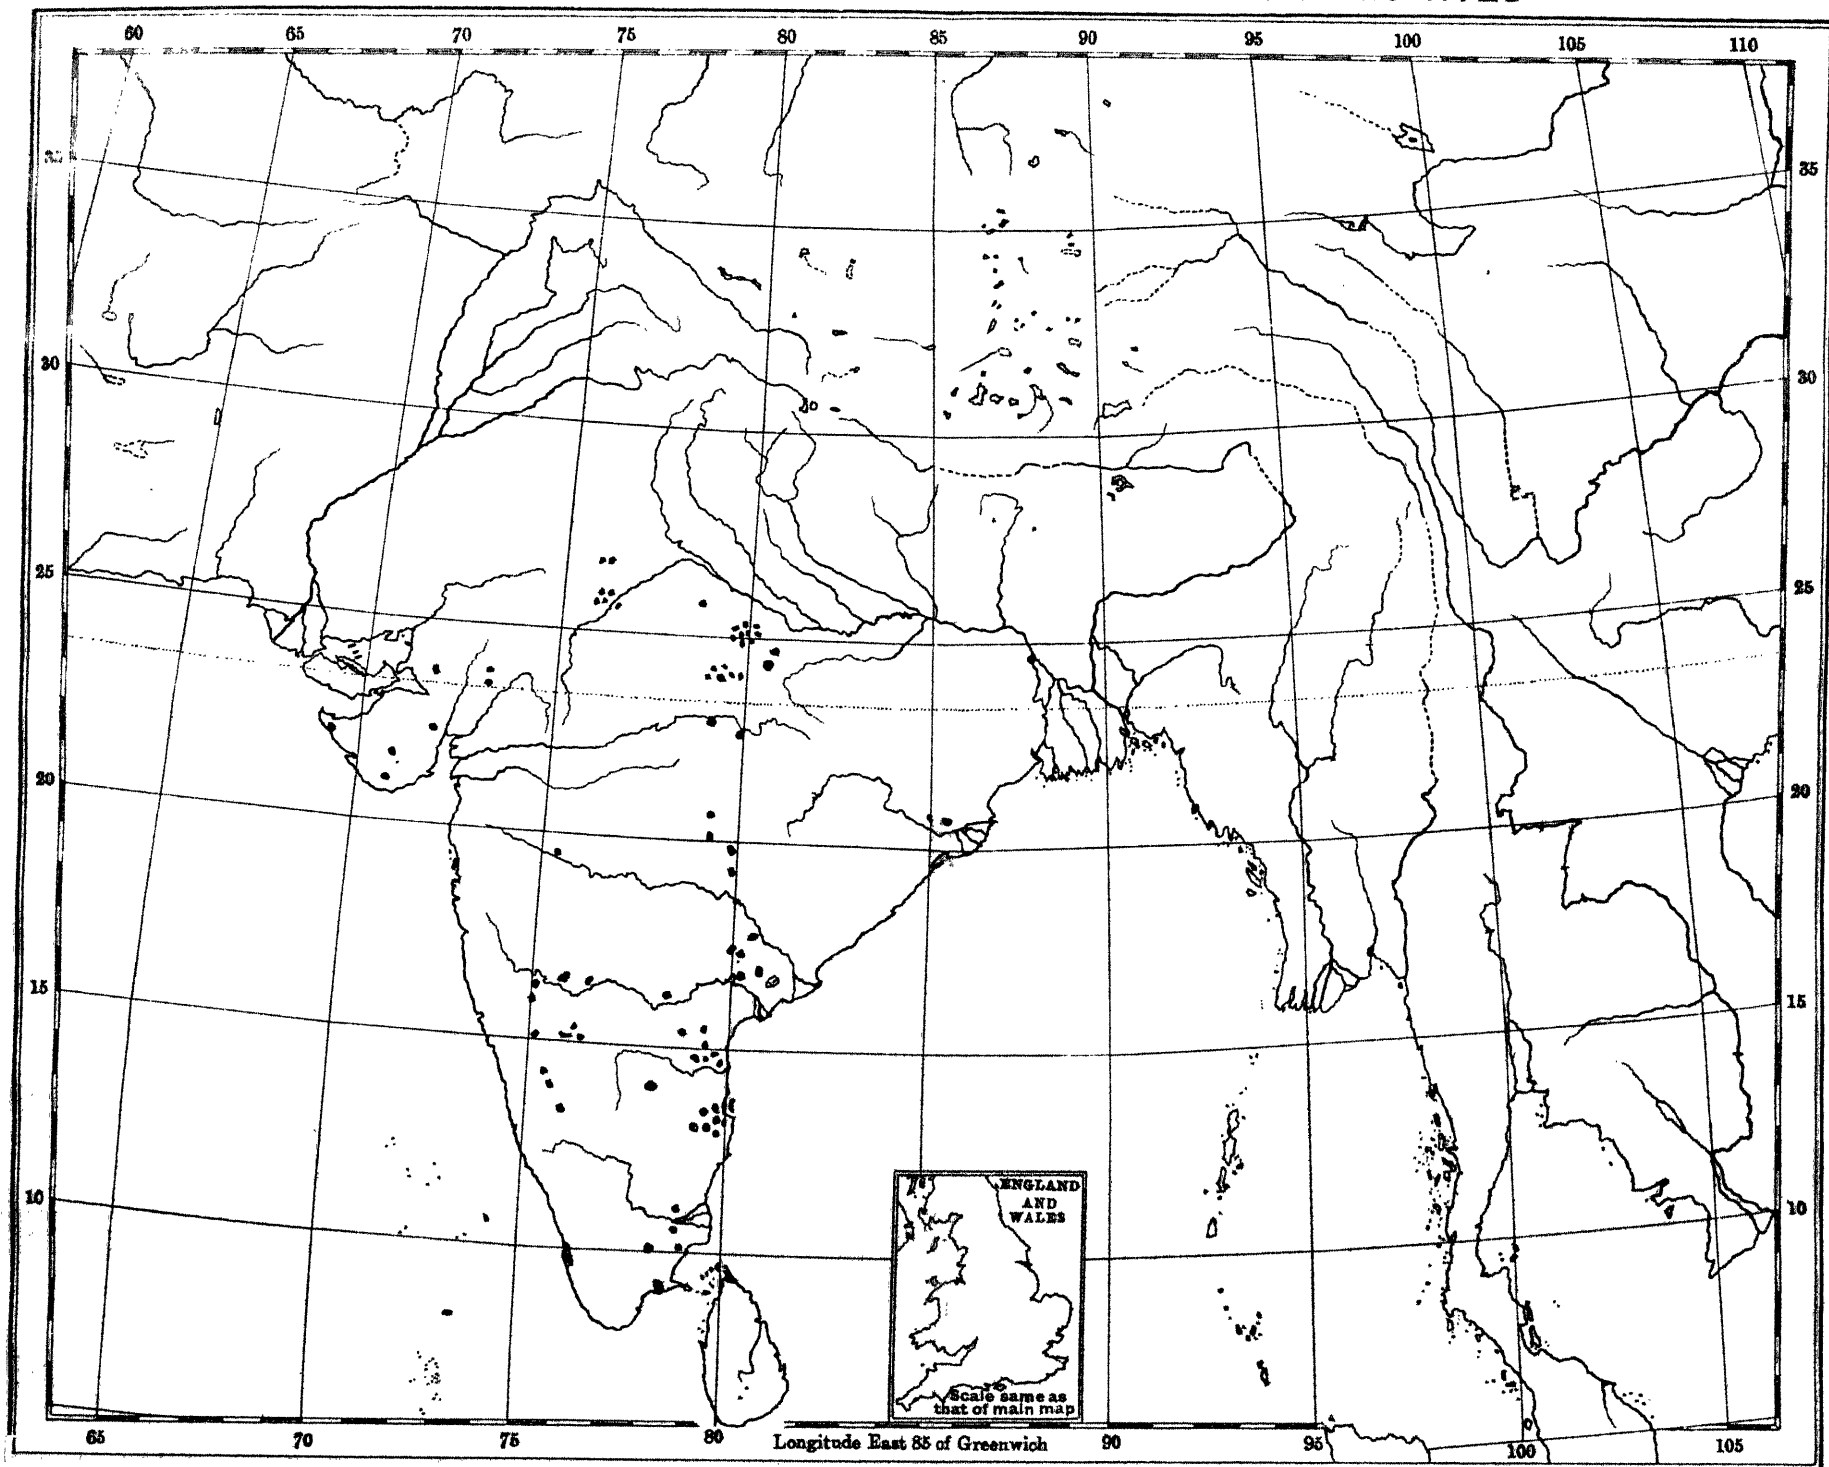 60 65 70 75 80 85 90 95 100 105 110
35
30 30
25 25
20 20
15 15
10 10
ENGLAND
AND
WALES
Scale same as
that of main map
65 70 75 80 Longitude East 85 of Greenwich 90 95 100 105